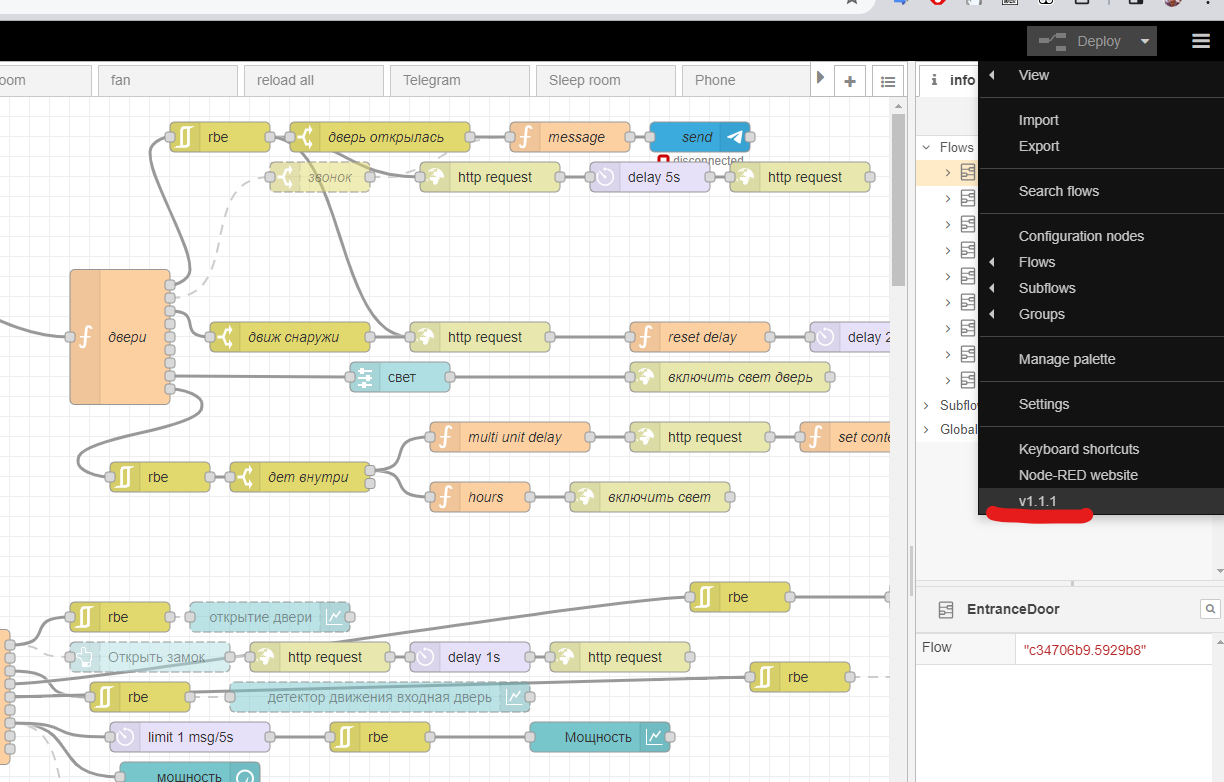 Deploy
oom
fan
reload all
Telegram
Sleep room
Phone
info
View
Import
Export
Search flows
Configuration nodes
Flows
Subflows
Groups
Manage palette
Settings
Keyboard shortcuts
Node-RED website
v1.1.1
Flows
Subflo
Global
rbe
дверь открылась
message
send
disconnected
звонок
http request
delay 5s
http request
двери
движ снаружи
http request
reset delay
delay 2
свет
включить свет дверь
multi unit delay
http request
set conte
rbe
дет внутри
hours
включить свет
rbe
rbe
открытие двери
Открыть замок
http request
delay 1s
http request
rbe
rbe
детектор движения входная дверь
limit 1 msg/5s
rbe
Мощность
мощность
EntranceDoor
Flow
"c34706b9.5929b8"